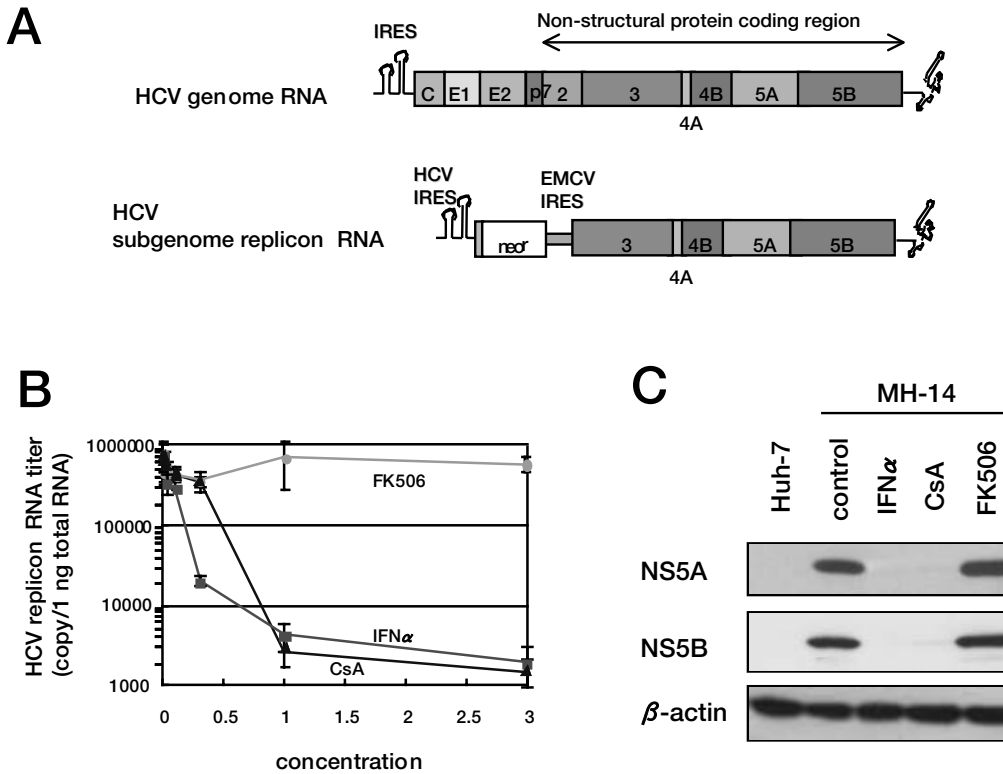 A
Non-structural protein coding region
IRES
HCV genome RNA
C E1 E2 p7 2 3 4B 5A 5B
4A
HCV
IRES
EMCV
IRES
HCV
subgenome replicon RNA
neor 3 4B 5A 5B
4A
B
HCV replicon RNA titer
(copy/1 ng total RNA)
1000000
100000
10000
1000
FK506
IFNα
CsA
0 0.5 1 1.5 2 2.5 3
concentration
C
MH-14
Huh-7 control IFNα CsA FK506
NS5A
NS5B
β-actin